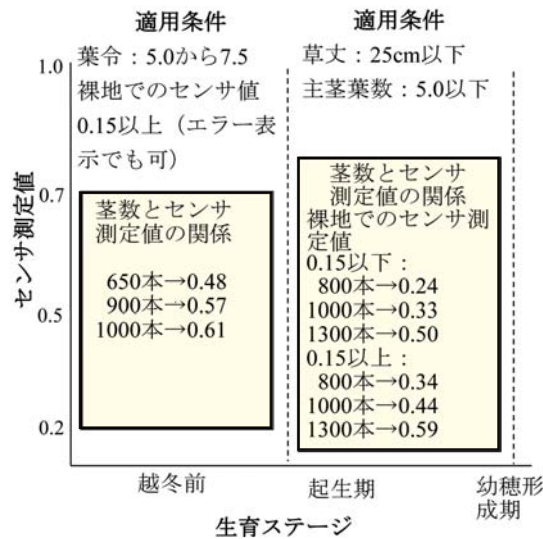 適用条件
葉令：5.0から7.5
裸地でのセンサ値
0.15以上（エラー表
示でも可）
適用条件
草丈：25cm以下
主茎葉数：5.0以下
センサ測定値
1.0
0.7
0.5
0.2
茎数とセンサ
測定値の関係
650本→0.48
900本→0.57
1000本→0.61
茎数とセンサ
測定値の関係
裸地でのセンサ測
定値
0.15以下：
800本→0.24
1000本→0.33
1300本→0.50
0.15以上：
800本→0.34
1000本→0.44
1300本→0.59
越冬前
起生期
幼穂形
成期
生育ステージ